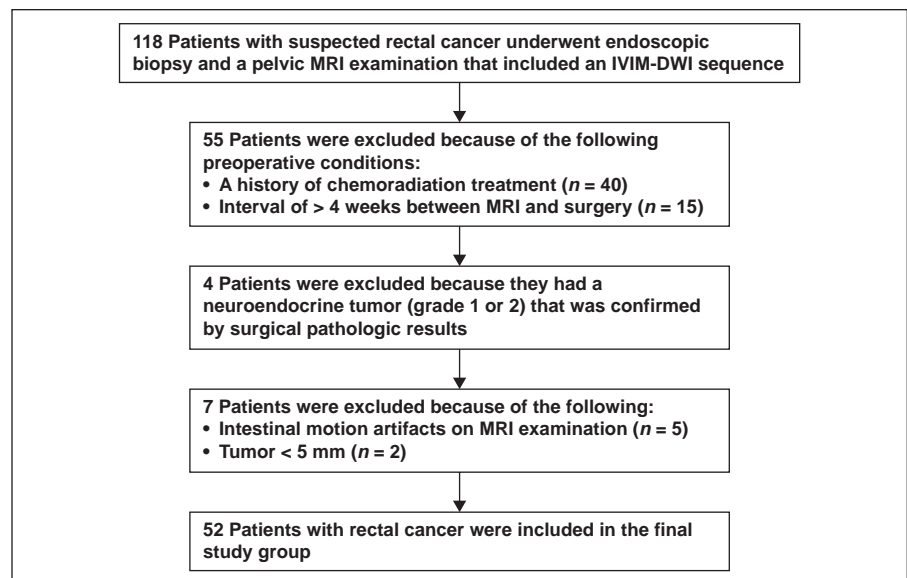 118 Patients with suspected rectal cancer underwent endoscopic
biopsy and a pelvic MRI examination that included an IVIM-DWI sequence
55 Patients were excluded because of the following
preoperative conditions:
• A history of chemoradiation treatment (n = 40)
• Interval of > 4 weeks between MRI and surgery (n = 15)
4 Patients were excluded because they had a
neuroendocrine tumor (grade 1 or 2) that was confirmed
by surgical pathologic results
7 Patients were excluded because of the following:
• Intestinal motion artifacts on MRI examination (n = 5)
• Tumor < 5 mm (n = 2)
52 Patients with rectal cancer were included in the final
study group